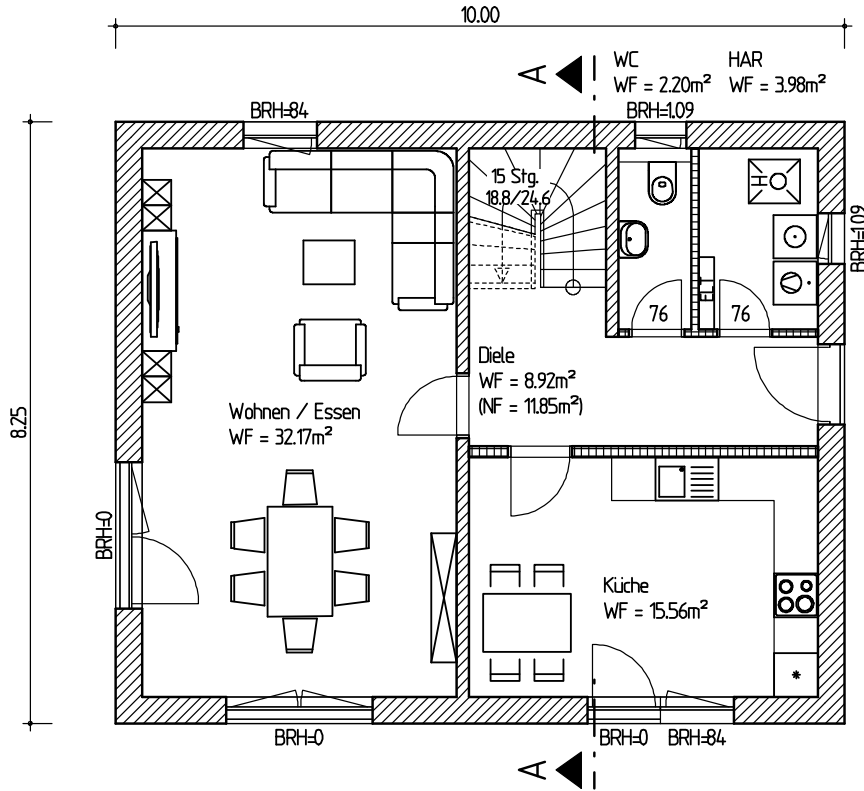 10.00
A
WC
WF = 2.20m²
HAR
WF = 3.98m²
BRH=84
BRH=1.09
15 Stg.
18.8/24.6
H
BRH=1.09
76
76
Diele
WF = 8.92m²
(NF = 11.85m²)
Wohnen / Essen
WF = 32.17m²
8.25
BRH=0
Küche
WF = 15.56m²
BRH=0
BRH=0
BRH=84
A